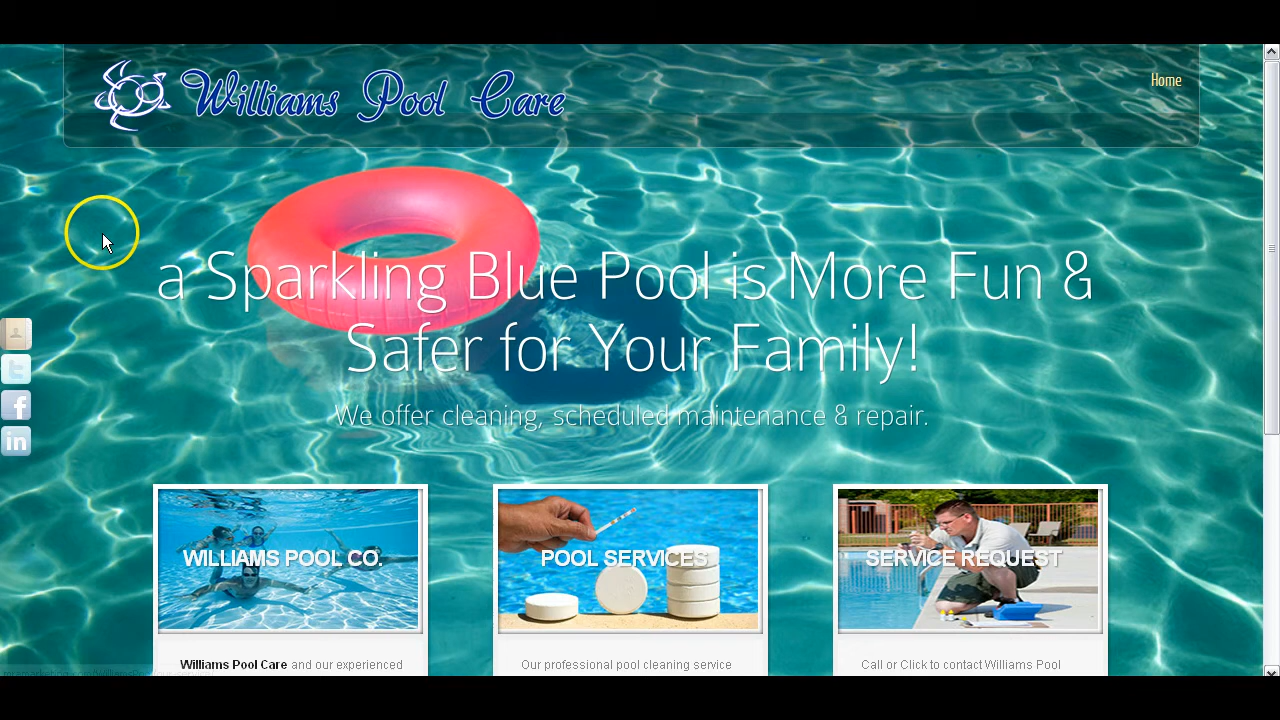 Williams Pool Care
Home
a Sparkling Blue Pool is More Fun &
Safer for Your Family!
We offer cleaning, scheduled maintenance & repair.
WILLIAMS POOL CO.
POOL SERVICES
SERVICE REQUEST
Williams Pool Care and our experienced
Our professional pool cleaning
Call or Click to contact Williams Pool